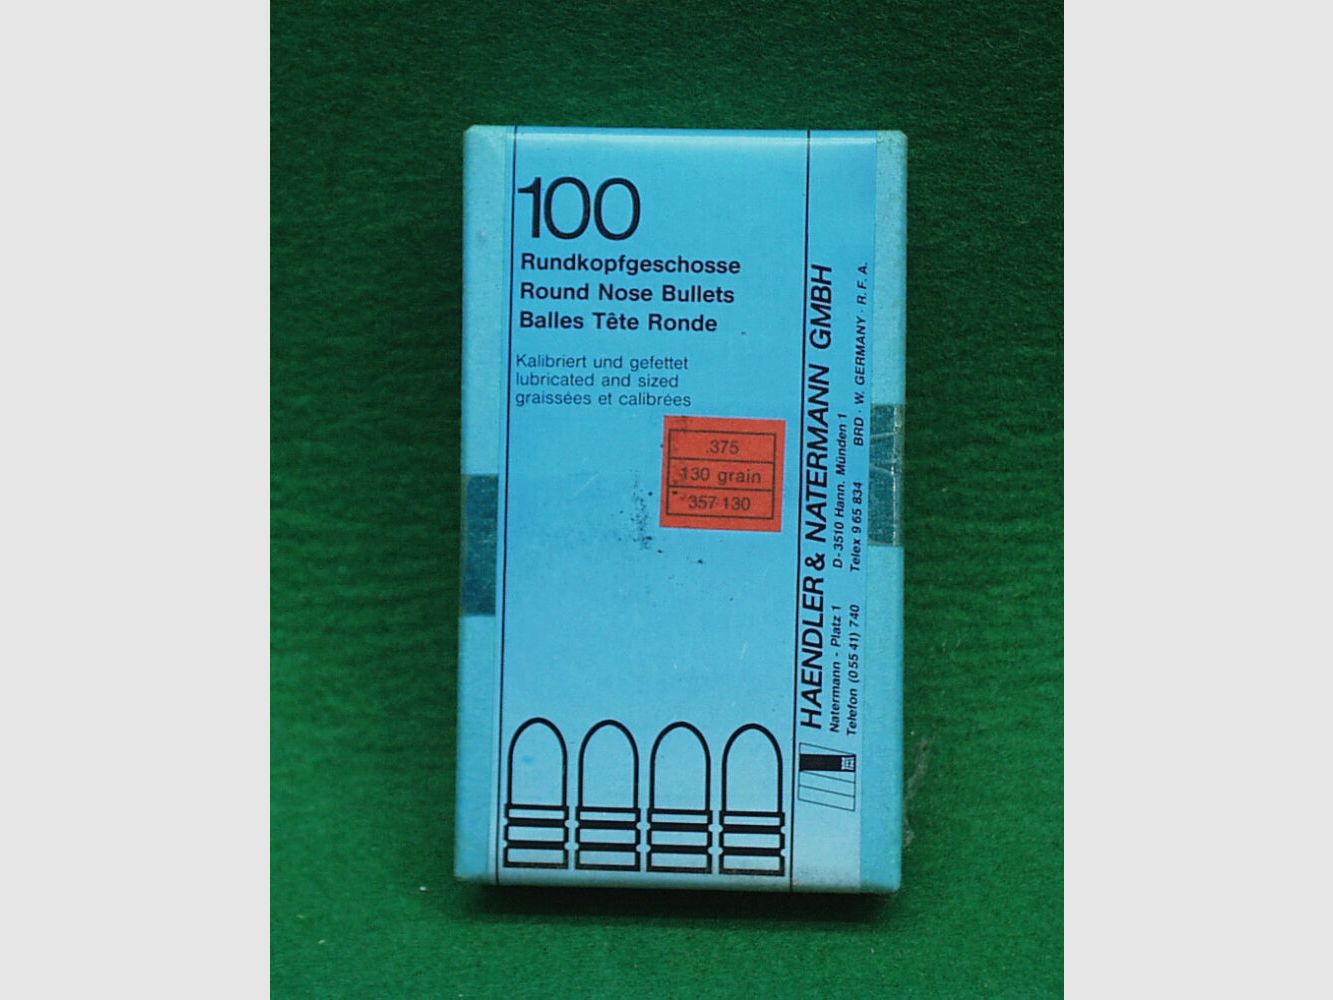 100
Rundkopfgeschosse
Round Nose Bullets
Balles Tête Ronde
Kalibriert und gefettet
lubricated and sized
graissées et calibrées
.375
130 grain
357·130
HAENDLER & NATERMANN GMBH
Natermann - Platz 1 D-3510 Hann. Münden 1
Telefon (055 41) 740 Telex 9 65 834 BRD · W. GERMANY · R. F. A.